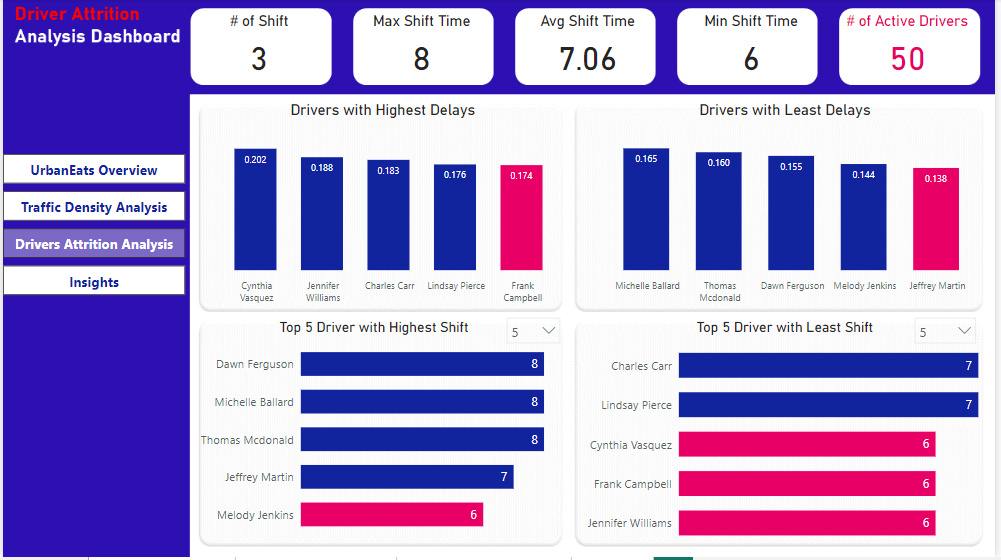 Driver Attrition
Analysis Dashboard
# of Shift
3
Max Shift Time
8
Avg Shift Time
7.06
Min Shift Time
6
# of Active Drivers
50
UrbanEats Overview
Traffic Density Analysis
Drivers Attrition Analysis
Insights
Drivers with Highest Delays
0.202
0.188
0.183
0.176
0.174
Cynthia
Vasquez
Jennifer
Williams
Charles Carr
Lindsay Pierce
Frank
Campbell
Drivers with Least Delays
0.165
0.160
0.155
0.144
0.138
Michelle Ballard
Thomas
Mcdonald
Dawn Ferguson
Melody Jenkins
Jeffrey Martin
Top 5 Driver with Highest Shift
5
Dawn Ferguson 8
Michelle Ballard 8
Thomas Mcdonald 8
Jeffrey Martin 7
Melody Jenkins 6
Top 5 Driver with Least Shift
5
Charles Carr 7
Lindsay Pierce 7
Cynthia Vasquez 6
Frank Campbell 6
Jennifer Williams 6